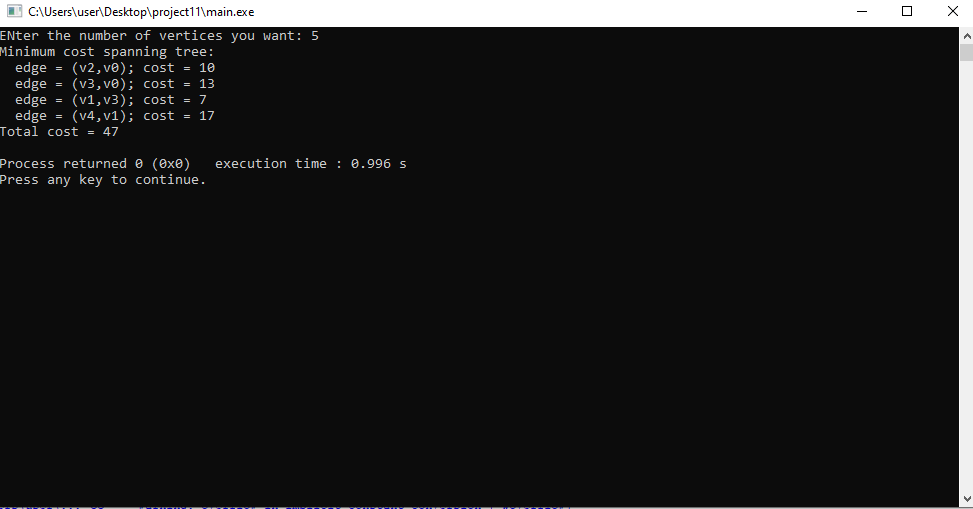 C:\Users\user\Desktop\project11\main.exe
ENter the number of vertices you want: 5
Minimum cost spanning tree:
  edge = (v2,v0); cost = 10
  edge = (v3,v0); cost = 13
  edge = (v1,v3); cost = 7
  edge = (v4,v1); cost = 17
Total cost = 47

Process returned 0 (0x0)   execution time : 0.996 s
Press any key to continue.